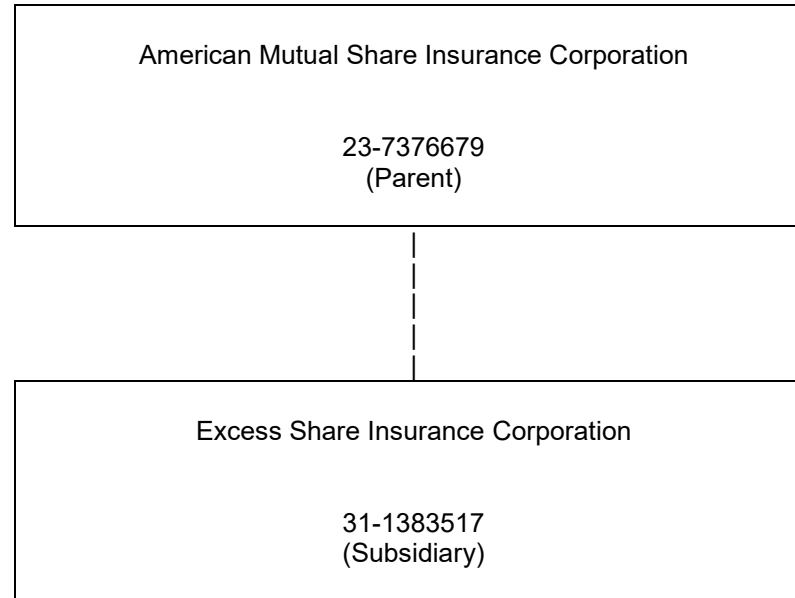 American Mutual Share Insurance Corporation
23-7376679
(Parent)
Excess Share Insurance Corporation
31-1383517
(Subsidiary)